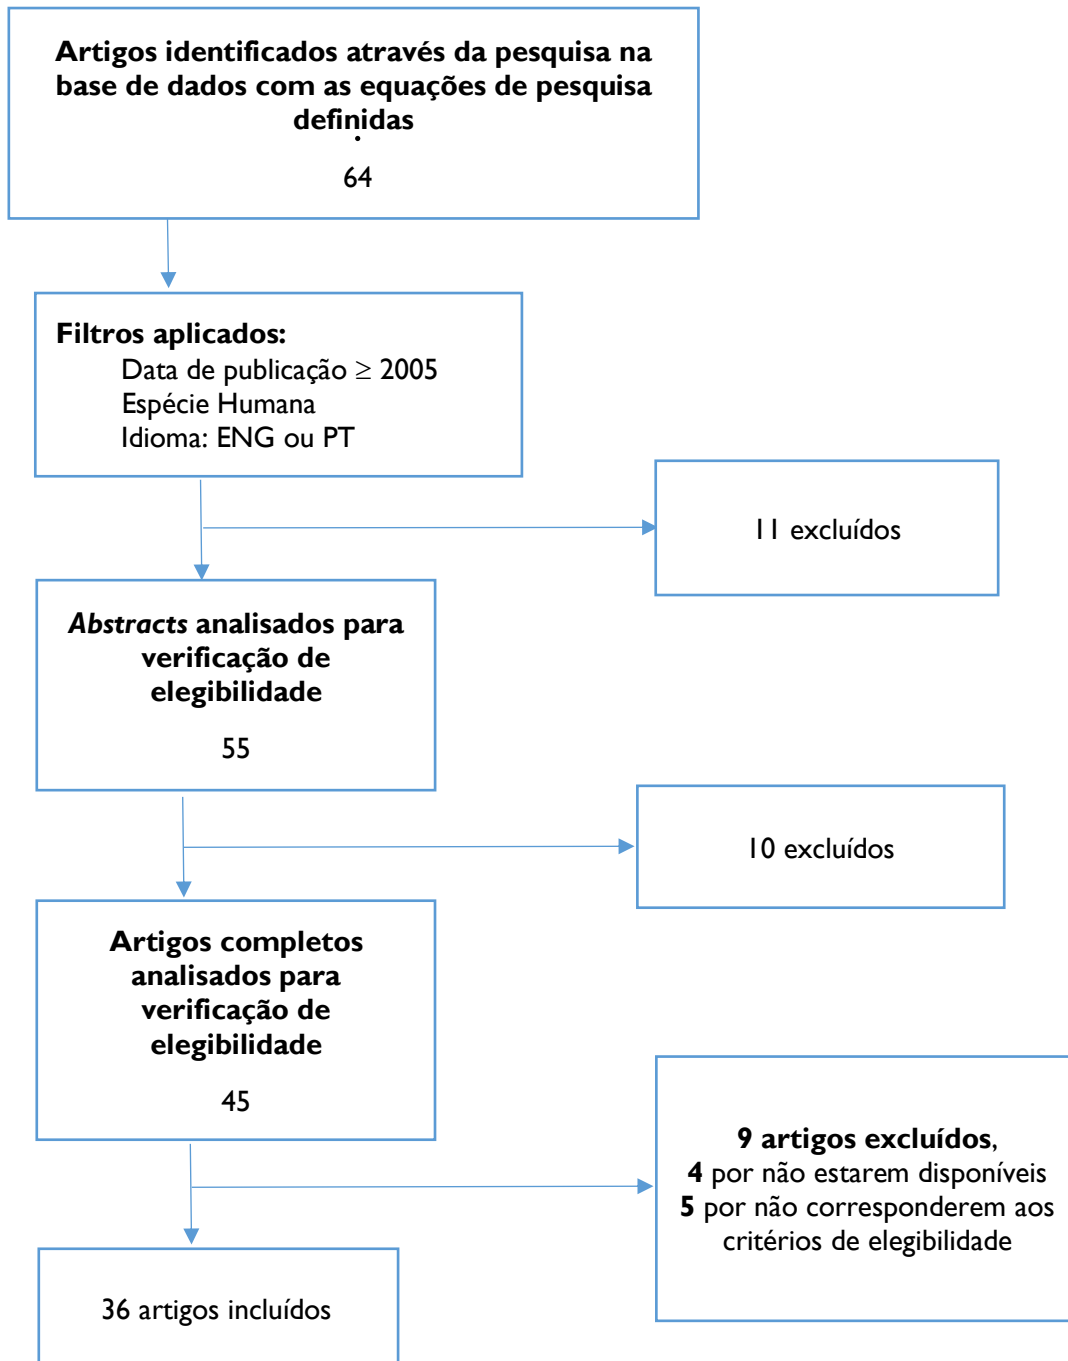 Artigos identificados através da pesquisa na
base de dados com as equações de pesquisa
definidas
.
64
Filtros aplicados:
Data de publicação ≥ 2005
Espécie Humana
Idioma: ENG ou PT
11 excluídos
Abstracts analisados para
verificação de
elegibilidade
55
10 excluídos
Artigos completos
analisados para
verificação de
elegibilidade
45
9 artigos excluídos,
4 por não estarem disponíveis
5 por não corresponderem aos
critérios de elegibilidade
36 artigos incluídos